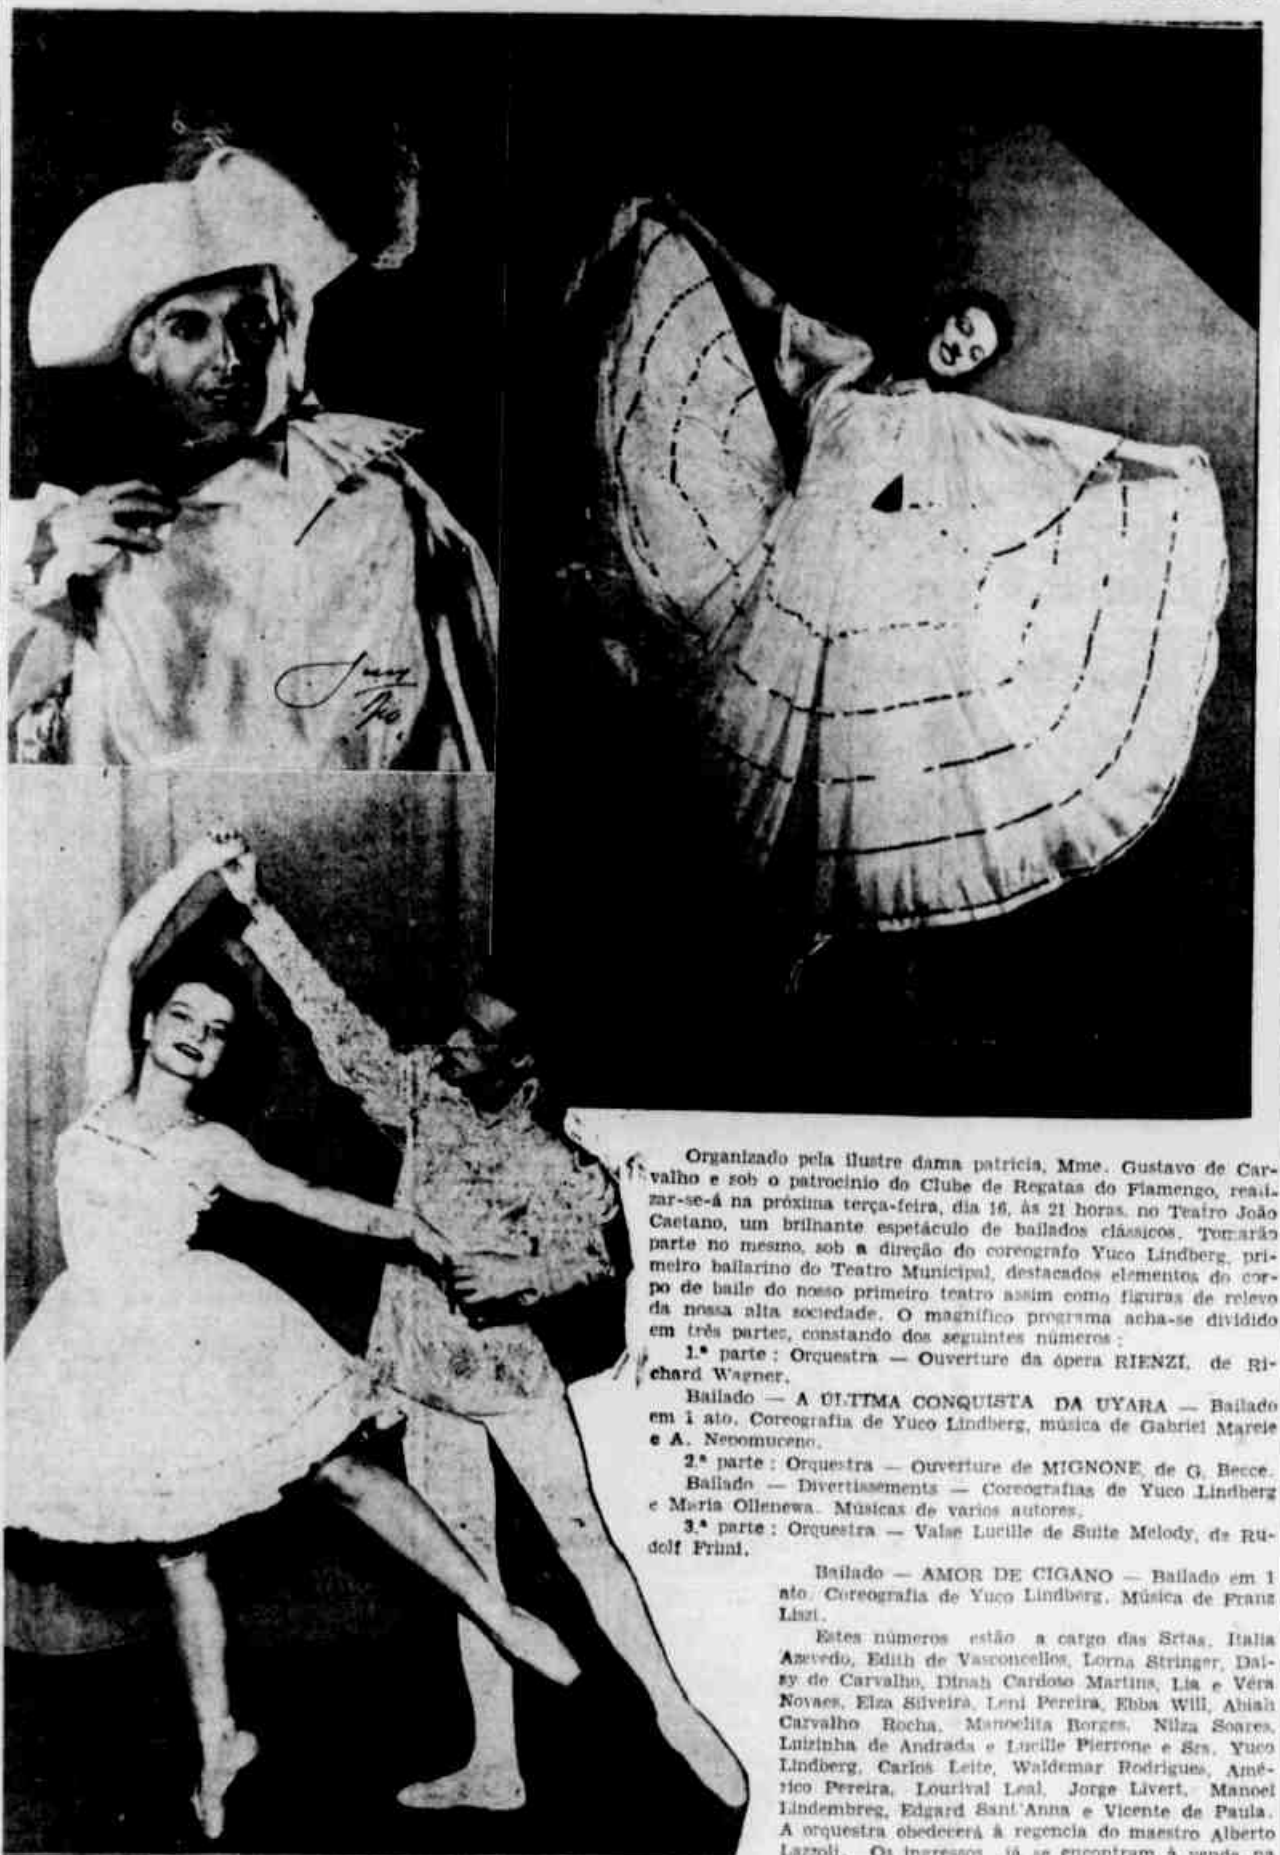 Rio.
Organizado pela ilustre dama patricia, Mme. Gustavo de Car-
valho e sob o patrocinio do Clube de Regatas do Flamengo, reali-
zar-se-á na próxima terça-feira, dia 16, às 21 horas, no Teatro João
Caetano, um brilhante espetáculo de bailados clássicos. Tomarão
parte no mesmo, sob a direção do coreografo Yuco Lindberg, pri-
meiro bailarino do Teatro Municipal, destacados elementos do cor-
po de baile do nosso primeiro teatro assim como figuras de relevo
da nossa alta sociedade. O magnífico programa acha-se dividido
em três partes, constando dos seguintes números :
1.ª parte : Orquestra — Ouverture da ópera RIENZI, de Ri-
chard Wagner.
Bailado — A ÚLTIMA CONQUISTA DA UYARA — Bailado
em 1 ato. Coreografia de Yuco Lindberg, música de Gabriel Marcie
e A. Nepomuceno.
2.ª parte : Orquestra — Ouverture de MIGNONE, de G. Becce.
Bailado — Divertissements — Coreografias de Yuco Lindberg
e Maria Ollenewa. Músicas de varios autores.
3.ª parte : Orquestra — Valse Lucille de Suite Melody, de Ru-
dolf Friml.
Bailado — AMOR DE CIGANO — Bailado em 1
ato. Coreografia de Yuco Lindberg. Música de Franz
Liszt.
Estes números estão a cargo das Srtas. Italia
Azevedo, Edith de Vasconcellos, Lorna Stringer, Dai-
sy de Carvalho, Dinah Cardoso Martins, Lia e Véra
Novaes, Elza Silveira, Leni Pereira, Ebba Will, Abiah
Carvalho Rocha, Manoelita Borges, Nilza Soares,
Luizinha de Andrada e Lucille Pierrone e Srs. Yuco
Lindberg, Carlos Leite, Waldemar Rodrigues, Amé-
rico Pereira, Lourival Leal, Jorge Livert, Manoel
Lindembreg, Edgard Sant'Anna e Vicente de Paula.
A orquestra obedecerá à regencia do maestro Alberto
Lazzoli. Os ingressos já se encontram à venda na